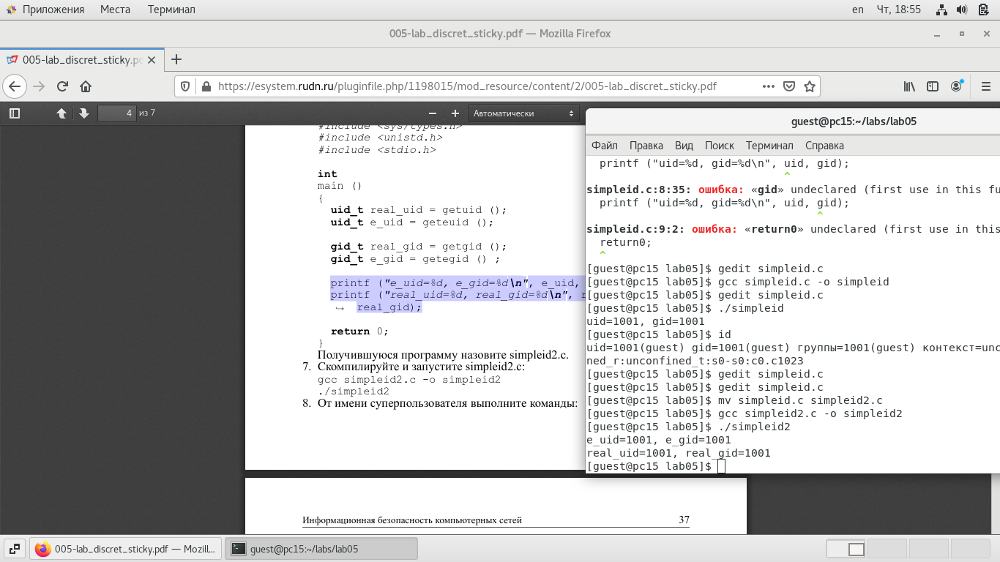 Приложения Места Терминал en Чт, 18:55
005-lab_discret_sticky.pdf — Mozilla Firefox
005-lab_discret_sticky.pd
https://esystem.rudn.ru/pluginfile.php/1198015/mod_resource/content/2/005-lab_discret_sticky.pdf
4 из 7 Автоматически
#include <sys/types.h>
#include <unistd.h>
#include <stdio.h>
int
main ()
{
uid_t real_uid = getuid ();
uid_t e_uid = geteuid ();
gid_t real_gid = getgid ();
gid_t e_gid = getegid () ;
printf ("e_uid=%d, e_gid=%d\n", e_uid,
printf ("real_uid=%d, real_gid=%d\n", r
↪ real_gid);
return 0;
}
Получившуюся программу назовите simpleid2.c.
7. Скомпилируйте и запустите simpleid2.c:
gcc simpleid2.c -o simpleid2
./simpleid2
8. От имени суперпользователя выполните команды:
Информационная безопасность компьютерных сетей 37
guest@pc15:~/labs/lab05
Файл Правка Вид Поиск Терминал Справка
printf ("uid=%d, gid=%d\n", uid, gid);
^
simpleid.c:8:35: ошибка: «gid» undeclared (first use in this fu
printf ("uid=%d, gid=%d\n", uid, gid);
^
simpleid.c:9:2: ошибка: «return0» undeclared (first use in this
return0;
^
[guest@pc15 lab05]$ gedit simpleid.c
[guest@pc15 lab05]$ gcc simpleid.c -o simpleid
[guest@pc15 lab05]$ gedit simpleid.c
[guest@pc15 lab05]$ ./simpleid
uid=1001, gid=1001
[guest@pc15 lab05]$ id
uid=1001(guest) gid=1001(guest) группы=1001(guest) контекст=unc
ned_r:unconfined_t:s0-s0:c0.c1023
[guest@pc15 lab05]$ gedit simpleid.c
[guest@pc15 lab05]$ gedit simpleid.c
[guest@pc15 lab05]$ mv simpleid.c simpleid2.c
[guest@pc15 lab05]$ gcc simpleid2.c -o simpleid2
[guest@pc15 lab05]$ ./simpleid2
e_uid=1001, e_gid=1001
real_uid=1001, real_gid=1001
[guest@pc15 lab05]$
005-lab_discret_sticky.pdf — Mozill... guest@pc15:~/labs/lab05